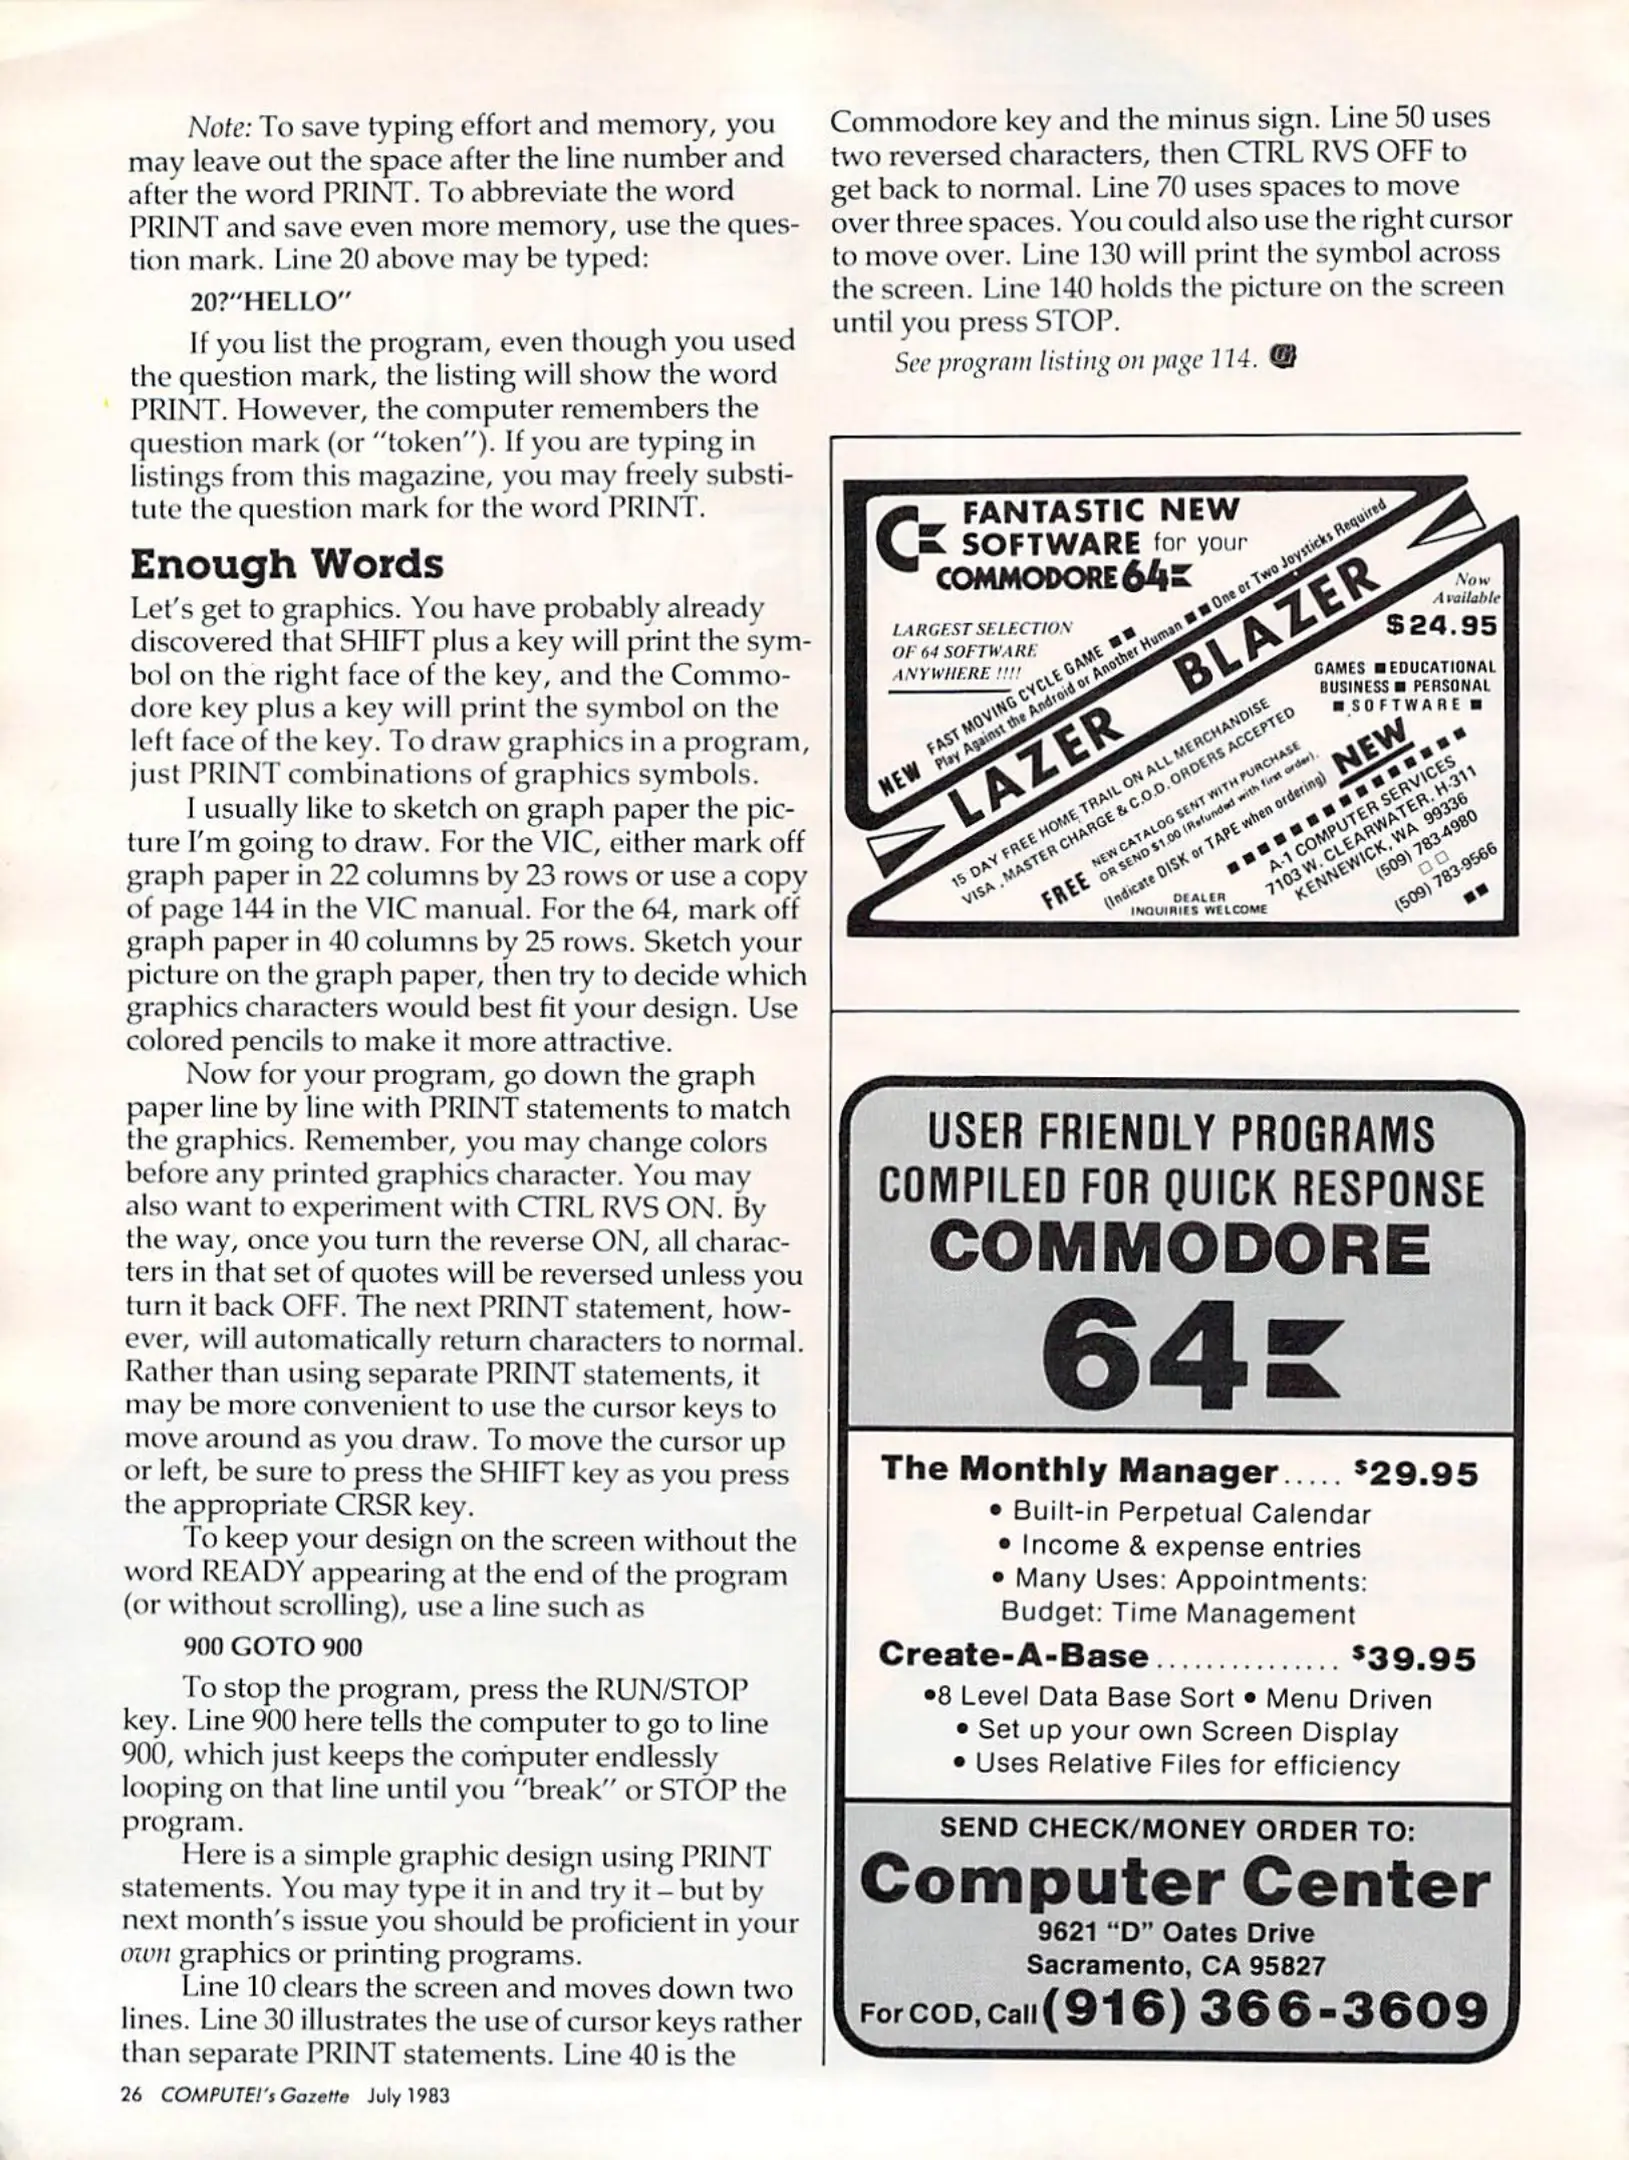 Note: To save typing effort and memory, you
may leave out the space after the line number and
after the word PRINT. To abbreviate the word
PRINT and save even more memory, use the ques-
tion mark. Line 20 above may be typed:
20?"HELLO"
If you list the program, even though you used
the question mark, the listing will show the word
PRINT. However, the computer remembers the
question mark (or "token"). If you are typing in
listings from this magazine, you may freely substi-
tute the question mark for the word PRINT.
Enough Words
Let's get to graphics. You have probably already
discovered that SHIFT plus a key will print the sym-
bol on the right face of the key, and the Commo-
dore key plus a key will print the symbol on the
left face of the key. To draw graphics in a program,
just PRINT combinations of graphics symbols.
I usually like to sketch on graph paper the pic-
ture I'm going to draw. For the VIC, either mark off
graph paper in 22 columns by 23 rows or use a copy
of page 144 in the VIC manual. For the 64, mark off
graph paper in 40 columns by 25 rows. Sketch your
picture on the graph paper, then try to decide which
graphics characters would best fit your design. Use
colored pencils to make it more attractive.
Now for your program, go down the graph
paper line by line with PRINT statements to match
the graphics. Remember, you may change colors
before any printed graphics character. You may
also want to experiment with CTRL RVS ON. By
the way, once you turn the reverse ON, all charac-
ters in that set of quotes will be reversed unless you
turn it back OFF. The next PRINT statement, how-
ever, will automatically return characters to normal.
Rather than using separate PRINT statements, it
may be more convenient to use the cursor keys to
move around as you draw. To move the cursor up
or left, be sure to press the SHIFT key as you press
the appropriate CRSR key.
To keep your design on the screen without the
word READY appearing at the end of the program
(or without scrolling), use a line such as
900 GOTO 900
To stop the program, press the RUN/STOP
key. Line 900 here tells the computer to go to line
900, which just keeps the computer endlessly
looping on that line until you "break" or STOP the
program.
Here is a simple graphic design using PRINT
statements. You may type it in and try it – but by
next month's issue you should be proficient in your
own graphics or printing programs.
Line 10 clears the screen and moves down two
lines. Line 30 illustrates the use of cursor keys rather
than separate PRINT statements. Line 40 is the
Commodore key and the minus sign. Line 50 uses
two reversed characters, then CTRL RVS OFF to
get back to normal. Line 70 uses spaces to move
over three spaces. You could also use the right cursor
to move over. Line 130 will print the symbol across
the screen. Line 140 holds the picture on the screen
until you press STOP.
See program listing on page 114. G
FANTASTIC NEW
SOFTWARE for your
COMMODORE 64
LARGEST SELECTION
OF 64 SOFTWARE
ANYWHERE !!!!
NEW FAST MOVING CYCLE GAME ■ ■
Play Against the Android or Another Human ■ ■ One or Two Joysticks Required
LAZER BLAZER
Now
Available
$24.95
GAMES ■ EDUCATIONAL
BUSINESS ■ PERSONAL
■ SOFTWARE ■
15 DAY FREE HOME TRAIL ON ALL MERCHANDISE
VISA, MASTER CHARGE & C.O.D. ORDERS ACCEPTED
FREE NEW CATALOG SENT WITH PURCHASE
OR SEND $1.00 (Refunded with first order).
(Indicate DISK or TAPE when ordering)
NEW
DEALER
INQUIRIES WELCOME
A-1 COMPUTER SERVICES
7103 W. CLEARWATER, H-311
KENNEWICK, WA 99336
(509) 783-4980
(509) 783-9566
USER FRIENDLY PROGRAMS
COMPILED FOR QUICK RESPONSE
COMMODORE
64
The Monthly Manager..... $29.95
• Built-in Perpetual Calendar
• Income & expense entries
• Many Uses: Appointments:
Budget: Time Management
Create-A-Base............... $39.95
•8 Level Data Base Sort • Menu Driven
• Set up your own Screen Display
• Uses Relative Files for efficiency
SEND CHECK/MONEY ORDER TO:
Computer Center
9621 "D" Oates Drive
Sacramento, CA 95827
For COD, Call (916) 366-3609
26 COMPUTE!'s Gazette July 1983